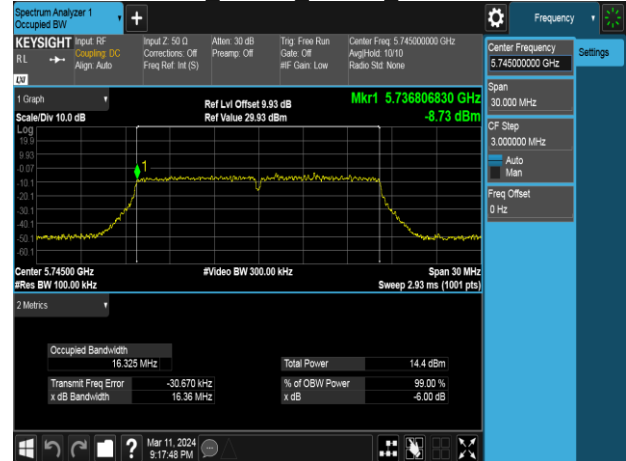 Spectrum Analyzer 1
Occupied BW
Frequency
KEYSIGHT
RL
LXI
Input: RF
Coupling: DC
Align: Auto
Input Z: 50 Ω
Corrections: Off
Freq Ref: Int (S)
Atten: 30 dB
Preamp: Off
Trig: Free Run
Gate: Off
#IF Gain: Low
Center Freq: 5.745000000 GHz
Avg|Hold: 10/10
Radio Std: None
Center Frequency
5.745000000 GHz
Settings
Span
30.000 MHz
CF Step
3.000000 MHz
Auto
Man
Freq Offset
0 Hz
1 Graph
Scale/Div 10.0 dB
Ref Lvl Offset 9.93 dB
Ref Value 29.93 dBm
Mkr1 5.736806830 GHz
-8.73 dBm
Log
19.9
9.93
-0.07
-10.1
-20.1
-30.1
-40.1
-50.1
-60.1
1
Center 5.74500 GHz
#Res BW 100.00 kHz
#Video BW 300.00 kHz
Span 30 MHz
Sweep 2.93 ms (1001 pts)
2 Metrics
Occupied Bandwidth
16.325 MHz
Total Power 14.4 dBm
Transmit Freq Error -30.670 kHz
% of OBW Power 99.00 %
x dB Bandwidth 16.36 MHz
x dB -6.00 dB
?
Mar 11, 2024
9:17:48 PM